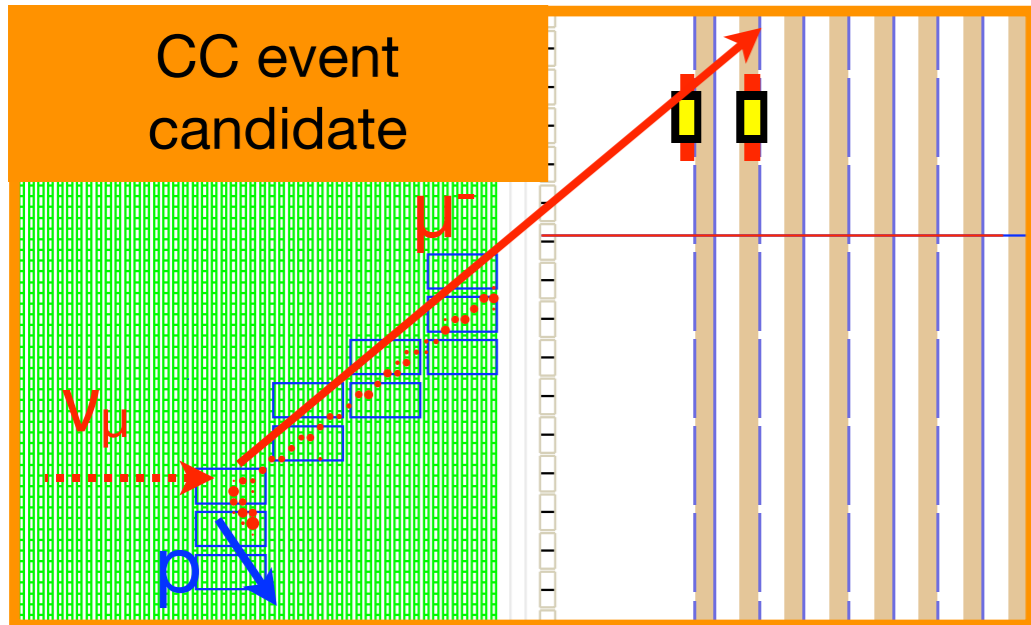 CC event
candidate
μ⁻
νμ
p